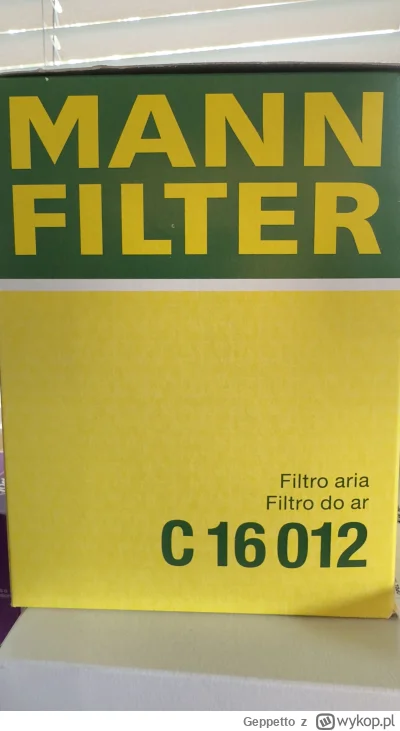 MANN
FILTER
Filtro aria
Filtro do ar
C 16 012
Geppetto z wykop.pl